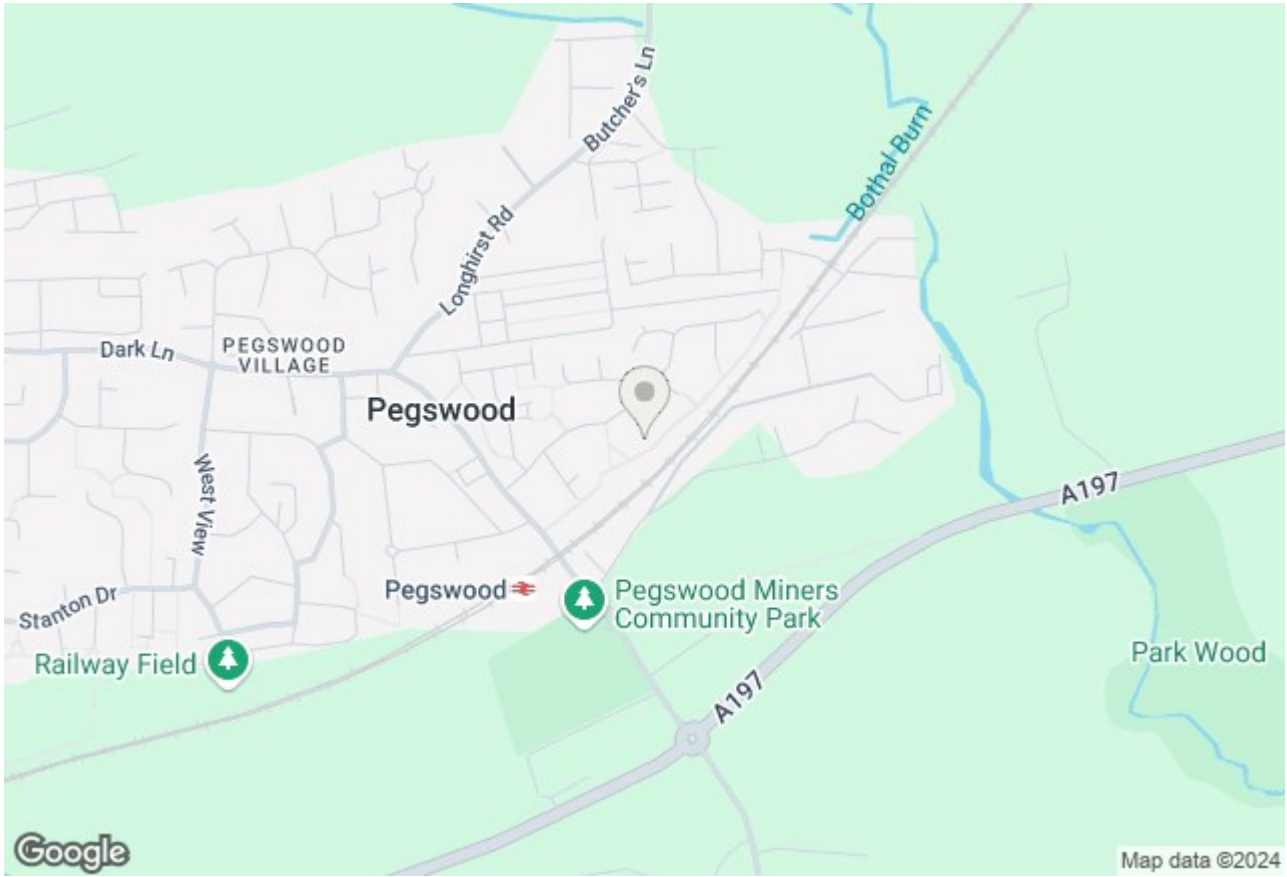 Butcher's Ln
Bothal Burn
Longhirst Rd
Dark Ln
PEGSWOOD
VILLAGE
Pegswood
A197
West View
Pegswood
Pegswood Miners
Community Park
Stanton Dr
Railway Field
Park Wood
A197
Google
Map data ©2024